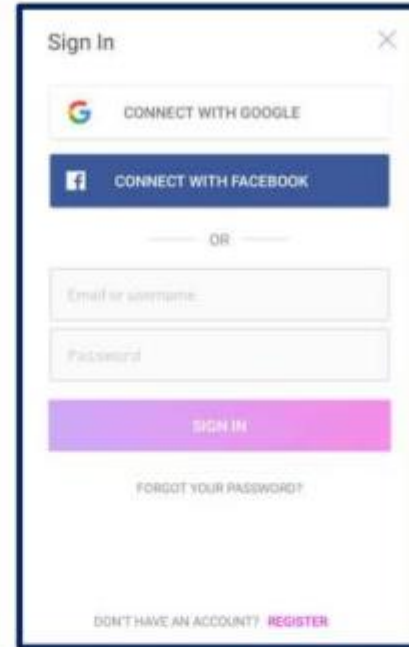 Sign In
CONNECT WITH GOOGLE
CONNECT WITH FACEBOOK
OR
Email or username
Password
SIGN IN
FORGOT YOUR PASSWORD?
DON'T HAVE AN ACCOUNT? REGISTER